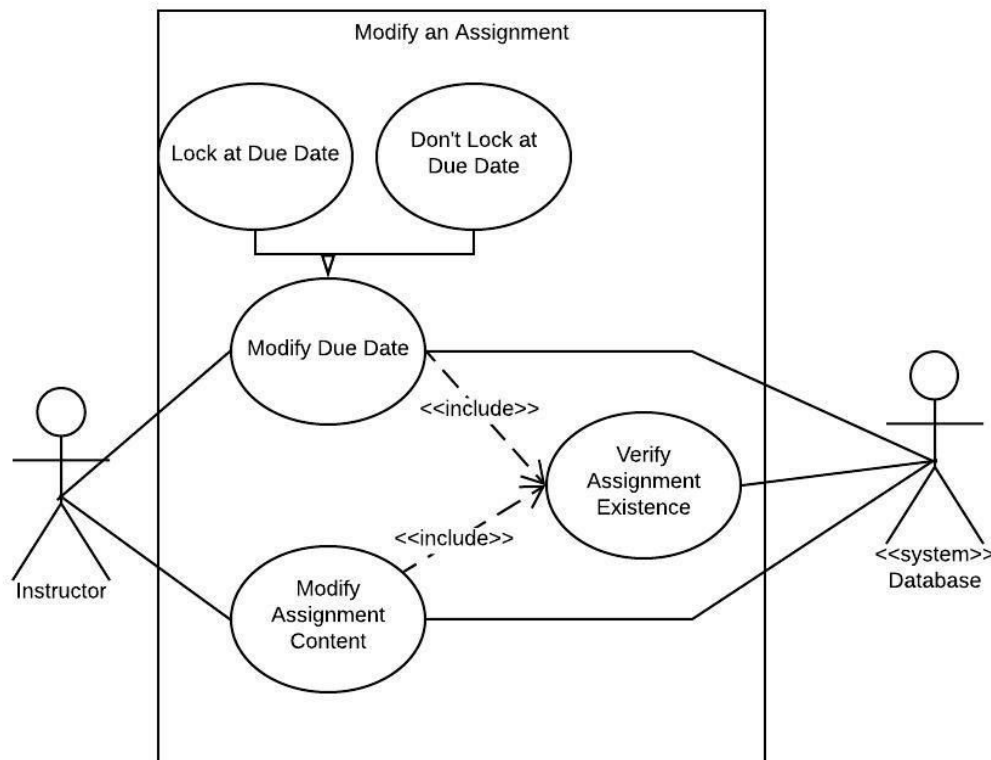 Modify an Assignment
Lock at Due Date
Don't Lock at
Due Date
Modify Due Date
<<include>>
Verify
Assignment
Existence
<<include>>
Modify
Assignment
Content
Instructor
<<system>>
Database